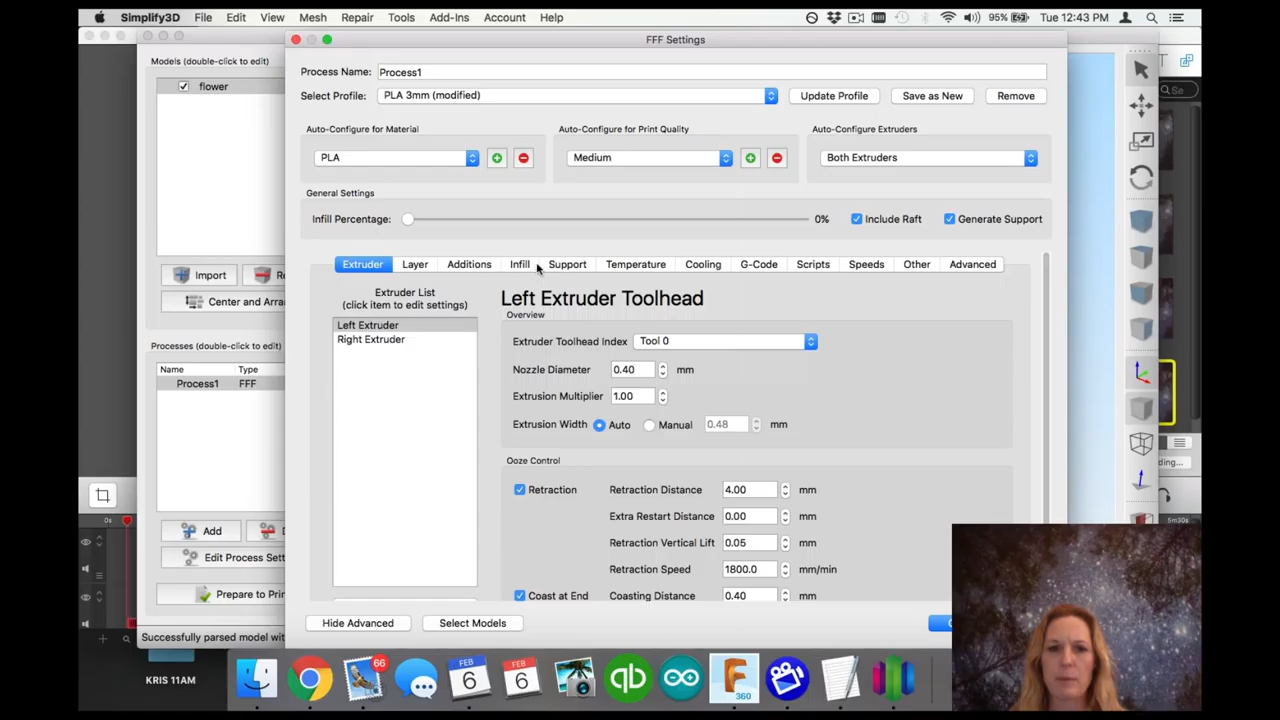 Simplify3D File Edit View Mesh Repair Tools Add-Ins Account Help 95% Tue 12:43 PM
FFF Settings
Models (double-click to edit)
flower
Import
Center and Arra
Processes (double-click to edit)
Name Type
Process1 FFF
Add
Edit Process Sett
Prepare to Prin
Successfully parsed model wit
Process Name: Process1
Select Profile: PLA 3mm (modified) Update Profile Save as New Remove
Auto-Configure for Material Auto-Configure for Print Quality Auto-Configure Extruders
PLA Medium Both Extruders
General Settings
Infill Percentage: 0% Include Raft Generate Support
Extruder Layer Additions Infill Support Temperature Cooling G-Code Scripts Speeds Other Advanced
Extruder List
(click item to edit settings)
Left Extruder
Right Extruder
Left Extruder Toolhead
Overview
Extruder Toolhead Index Tool 0
Nozzle Diameter 0.40 mm
Extrusion Multiplier 1.00
Extrusion Width Auto Manual 0.48 mm
Ooze Control
Retraction Retraction Distance 4.00 mm
Extra Restart Distance 0.00 mm
Retraction Vertical Lift 0.05 mm
Retraction Speed 1800.0 mm/min
Coast at End Coasting Distance 0.40 mm
Hide Advanced Select Models
Se
ding...
0s
5m30s
66
FEB
6
FEB
6
qb
F
360
KRIS 11AM